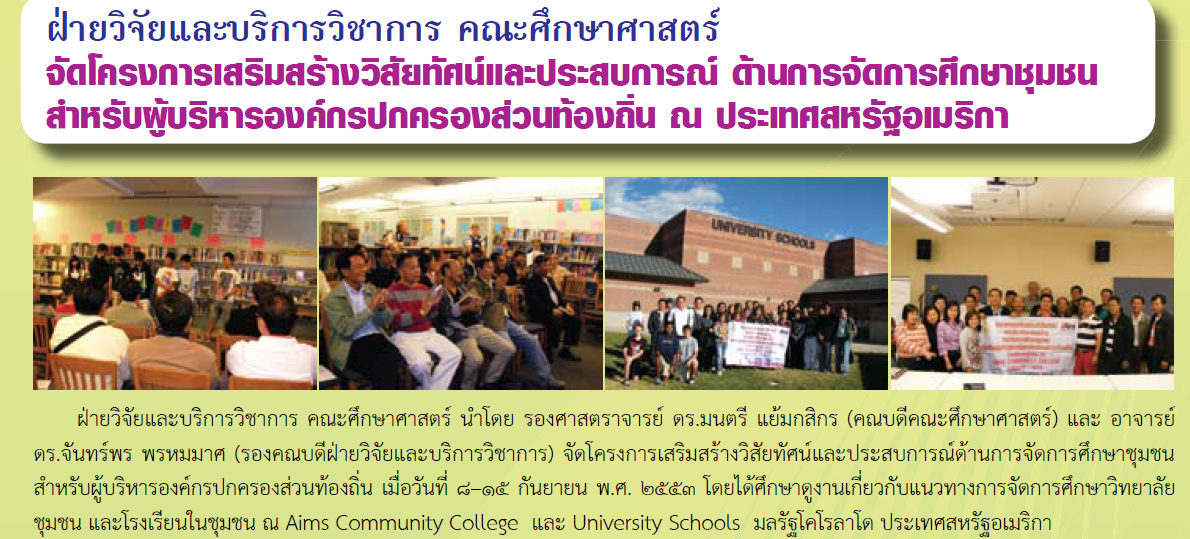 ฝ่ายวิจัยและบริการวิชาการ คณะศึกษาศาสตร์
จัดโครงการเสริมสร้างวิสัยทัศน์และประสบการณ์ ด้านการจัดการศึกษาชุมชน
สำหรับผู้บริหารองค์กรปกครองส่วนท้องถิ่น ณ ประเทศสหรัฐอเมริกา
UNIVERSITY SCHOOLS
ฝ่ายวิจัยและบริการวิชาการ คณะศึกษาศาสตร์ นำโดย รองศาสตราจารย์ ดร.มนตรี แย้มกสิกร (คณบดีคณะศึกษาศาสตร์) และ อาจารย์
ดร.จันทร์พร พรหมมาศ (รองคณบดีฝ่ายวิจัยและบริการวิชาการ) จัดโครงการเสริมสร้างวิสัยทัศน์และประสบการณ์ด้านการจัดการศึกษาชุมชน
สำหรับผู้บริหารองค์กรปกครองส่วนท้องถิ่น เมื่อวันที่ ๘-๑๕ กันยายน พ.ศ. ๒๕๕๓ โดยได้ศึกษาดูงานเกี่ยวกับแนวทางการจัดการศึกษาวิทยาลัย
ชุมชน และโรงเรียนในชุมชน ณ Aims Community College และ University Schools มลรัฐโคโรลาโด ประเทศสหรัฐอเมริกา